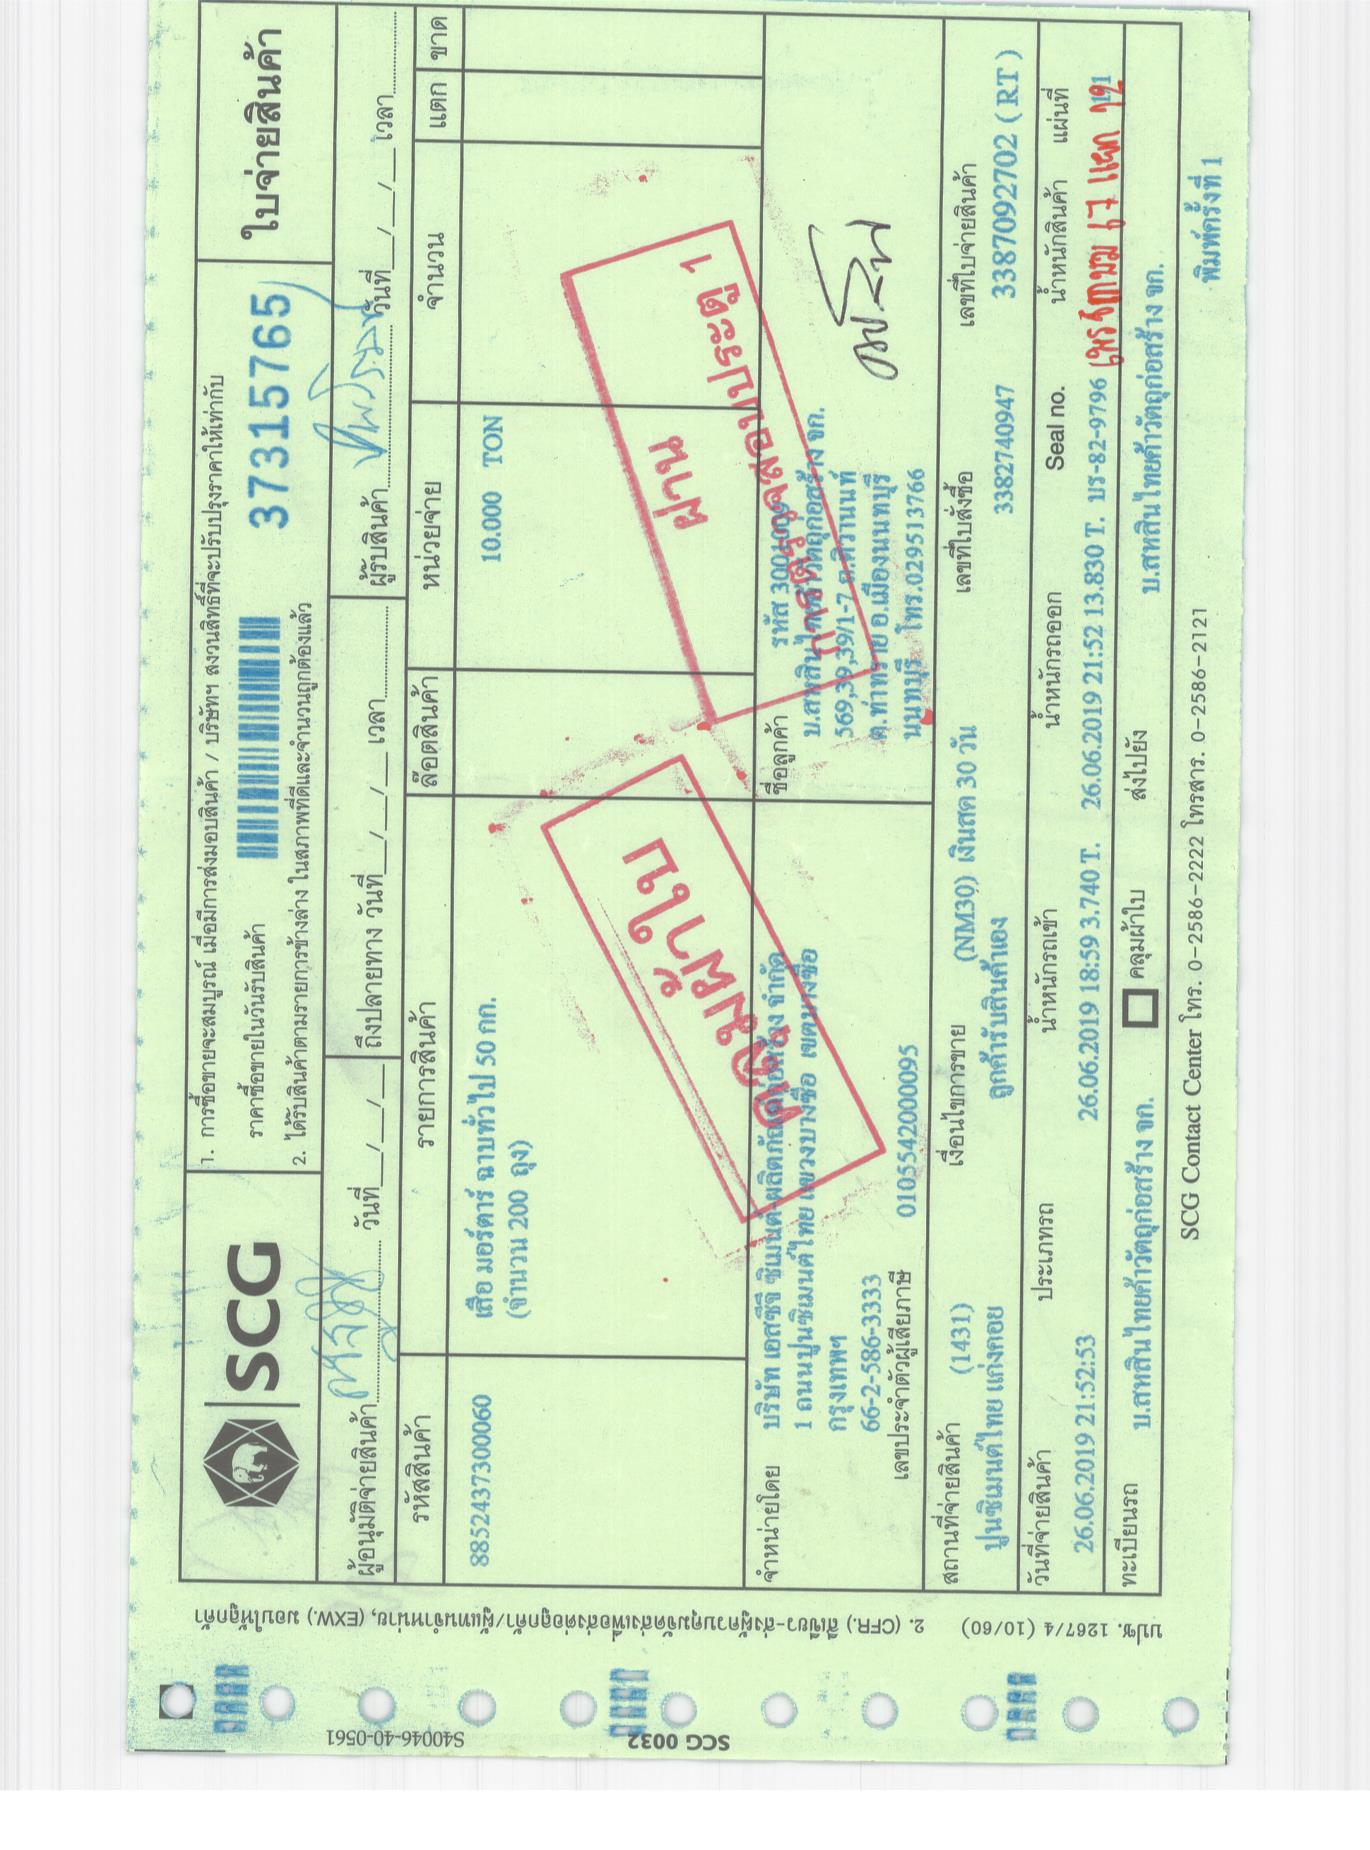 SCG
1. การซื้อขายจะสมบูรณ์ เมื่อมีการส่งมอบสินค้า / บริษัทฯ สงวนสิทธิ์ที่จะปรับปรุงราคาให้เท่ากับ
ราคาซื้อขายในวันรับสินค้า
37315765
2. ได้รับสินค้าตามรายการข้างล่าง ในสภาพที่ดีและจำนวนถูกต้องแล้ว
ใบจ่ายสินค้า
ผู้อนุมัติจ่ายสินค้า วันที่__/__/__ ถึงปลายทาง วันที่__/__/__ เวลา ผู้รับสินค้า วันที่__/__/__ เวลา
รหัสสินค้า รายการสินค้า ล๊อตสินค้า หน่วยจ่าย จำนวน แตก ขาด
8852437300060 เสือ มอร์ตาร์ ฉาบทั่วไป 50 กก. 10.000 TON
(จำนวน 200 ถุง)
คลุมผ้าใบ
ผ่าน
การตรวจสอบประตู 1
จำหน่ายโดย บริษัท เอสซีจี ซิเมนต์-ผลิตภัณฑ์ก่อสร้าง จำกัด
1 ถนนปูนซิเมนต์ไทย แขวงบางซื่อ เขตบางซื่อ
กรุงเทพฯ
66-2-586-3333
เลขประจำตัวผู้เสียภาษี 0105542000095
ชื่อลูกค้า รหัส 3001009
บ.สหสินไทยค้าวัตถุก่อสร้าง จก.
569,39,39/1-7 ถ.ติวานนท์
ต.ท่าทราย อ.เมืองนนทบุรี
นนทบุรี โทร.029513766
สถานที่จ่ายสินค้า (1431) เงื่อนไขการขาย (NM30) เงินสด 30 วัน เลขที่ใบสั่งซื้อ เลขที่ใบจ่ายสินค้า
ปูนซิเมนต์ไทย แก่งคอย ลูกค้ารับสินค้าเอง 3382740947 3387092702 ( RT )
วันที่จ่ายสินค้า ประเภทรถ น้ำหนักรถเข้า น้ำหนักรถออก Seal no. น้ำหนักสินค้า แผ่นที่
26.06.2019 21:52:53 26.06.2019 18:59 3.740 T. 26.06.2019 21:52 13.830 T. บร-82-9796
ทะเบียนรถ บ.สหสินไทยค้าวัตถุก่อสร้าง จก. คลุมผ้าใบ ส่งไปยัง บ.สหสินไทยค้าวัตถุก่อสร้าง จก.
SCG Contact Center โทร. 0-2586-2222 โทรสาร. 0-2586-2121
พิมพ์ครั้งที่ 1
S40046-40-0561
SCG 0032
บปซ. 1267/4 (10/60) 2. (CFR.) สีเขียว-ส่งผู้ควบคุมจัดส่งเพื่อส่งต่อลูกค้า/ผู้แทนจำหน่าย, (EXW.) มอบให้ลูกค้า